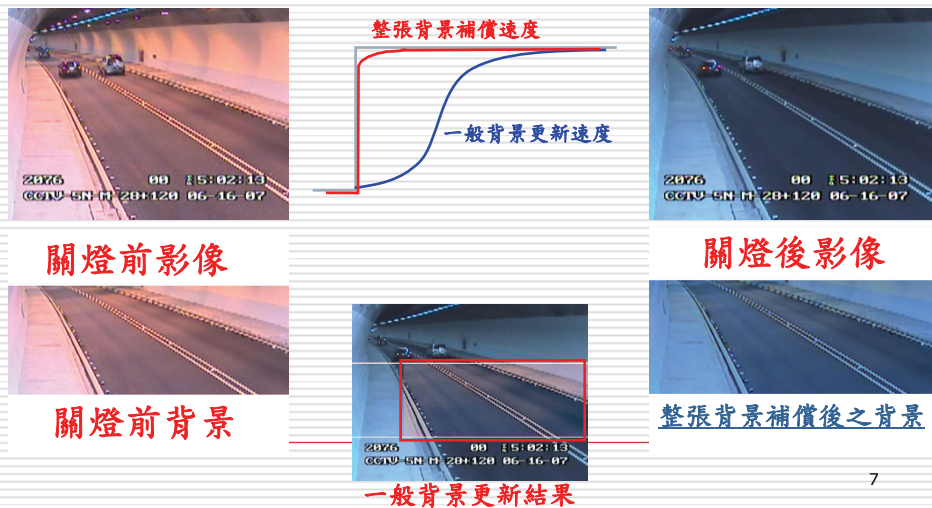 整張背景補償速度
一般背景更新速度
2076 00 5:02:13
CCTV-5N-M-28+120 06-16-07
2076 00 5:02:13
CCTV-5N-M-28+120 06-16-07
關燈前影像
關燈後影像
關燈前背景
整張背景補償後之背景
2076 00 5:02:13
CCTV-5N-M-28+120 06-16-07
一般背景更新結果
7